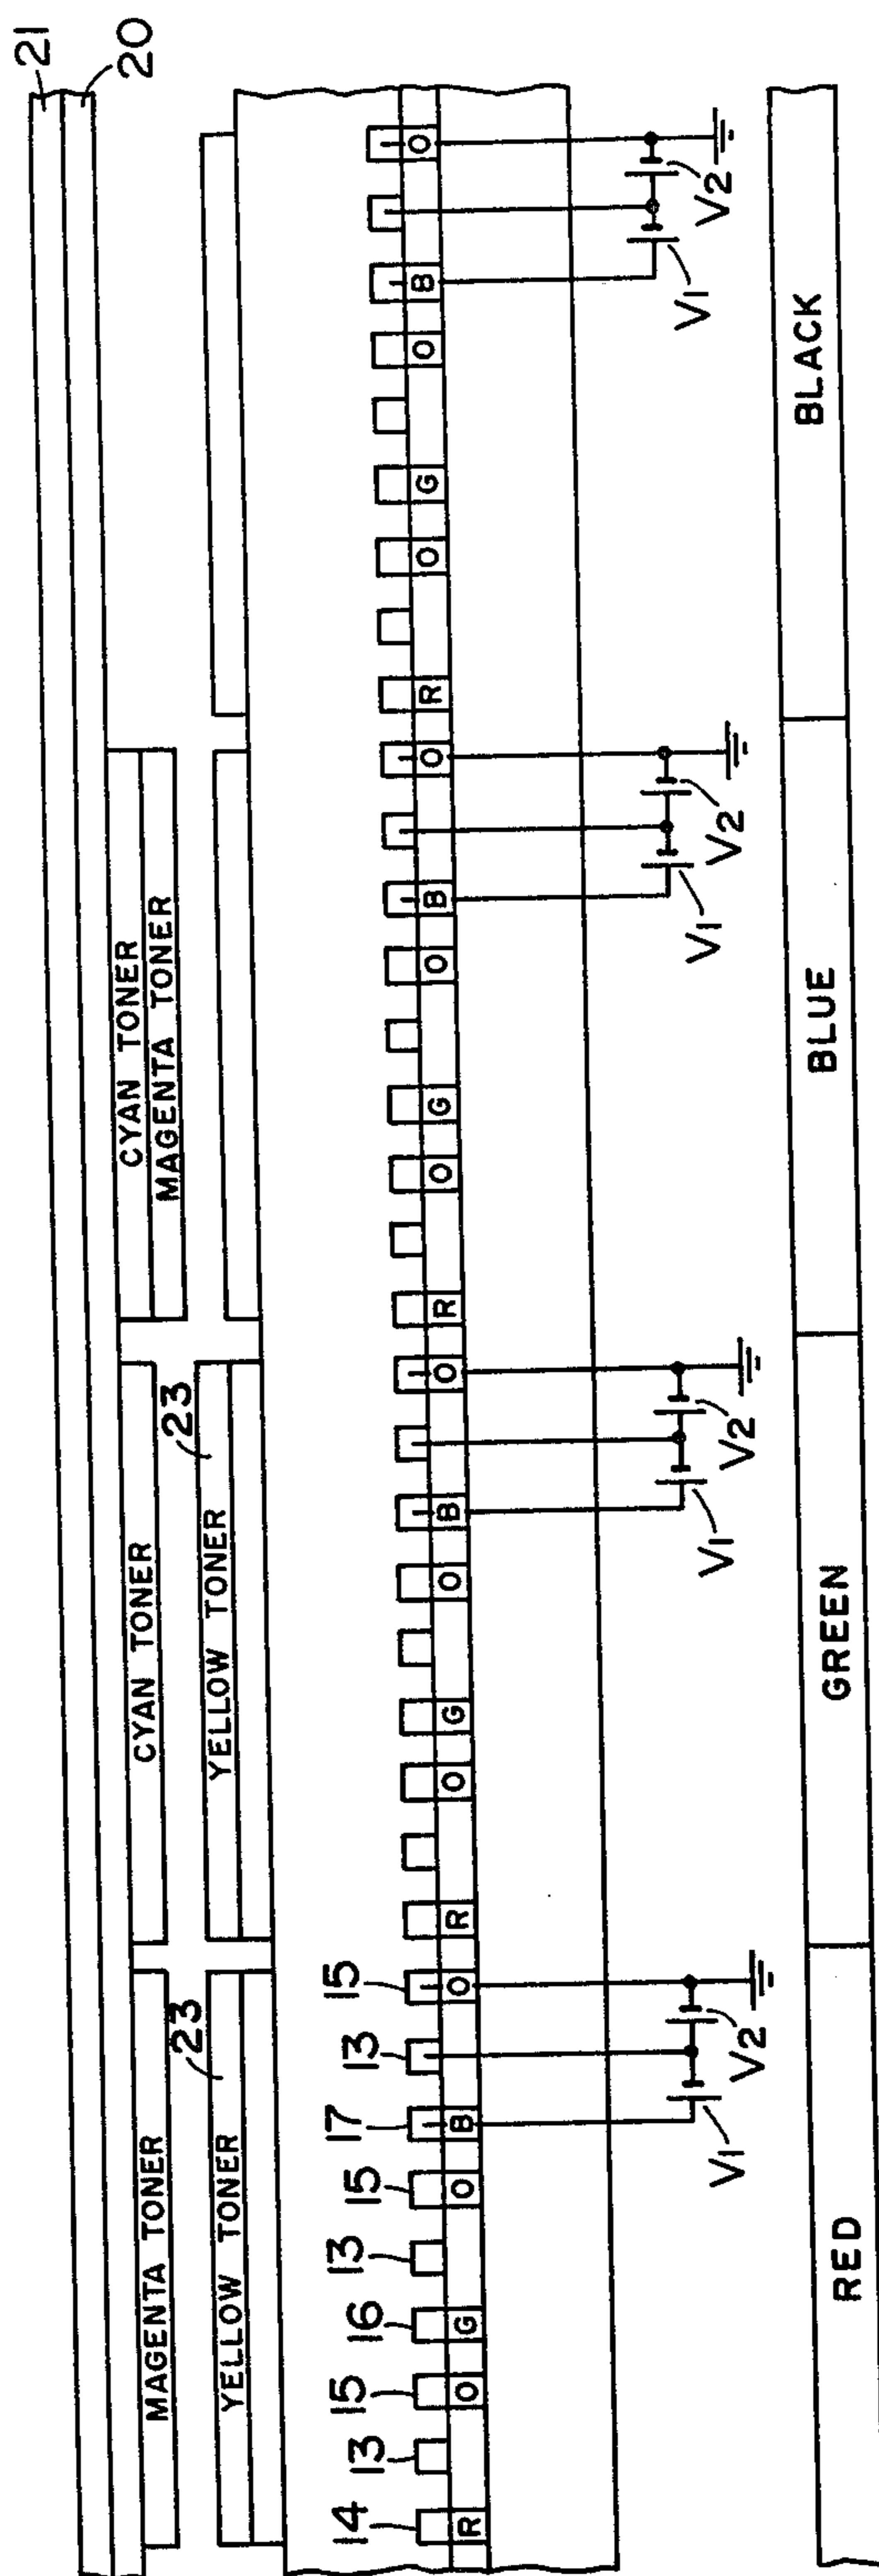 21
20
CYAN TONER
MAGENTA TONER CYAN TONER MAGENTA TONER
23 23
YELLOW TONER YELLOW TONER
14 13 15 16 13 15 17 13 15
R O G O B O R O G O B O R O G O B O R O G O B O
V1 V2 V1 V2 V1 V2 V1 V2
RED GREEN BLUE BLACK